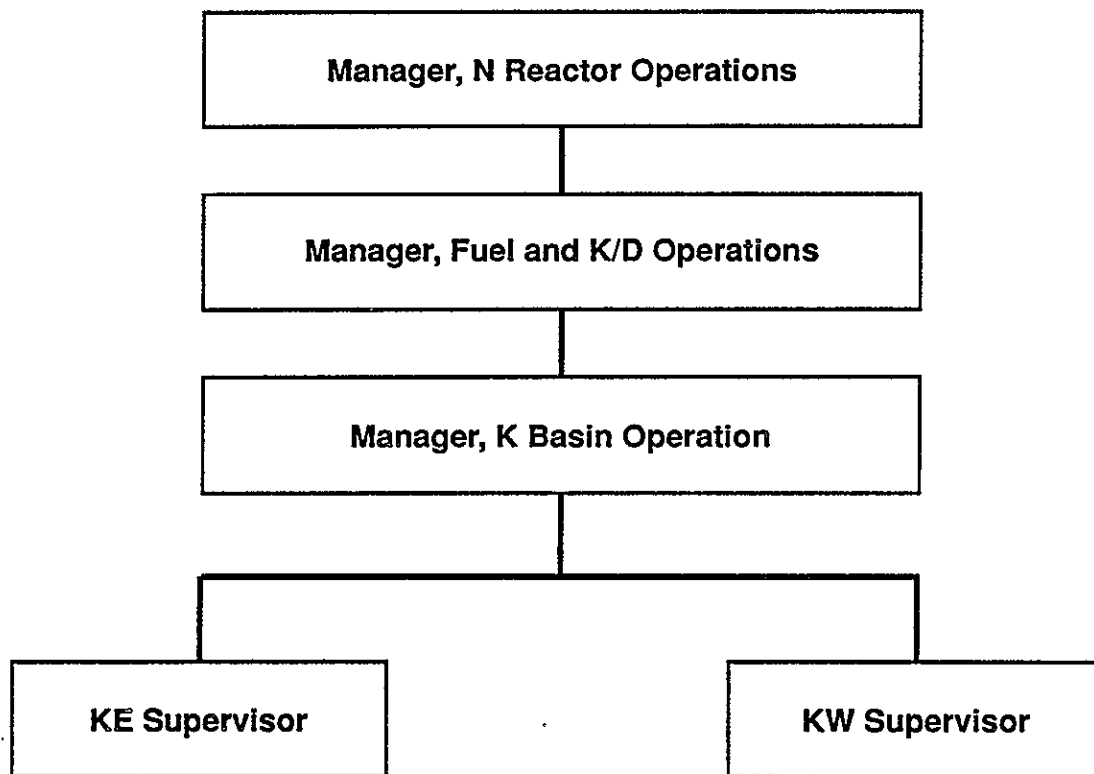 Manager, N Reactor Operations
Manager, Fuel and K/D Operations
Manager, K Basin Operation
KE Supervisor
KW Supervisor